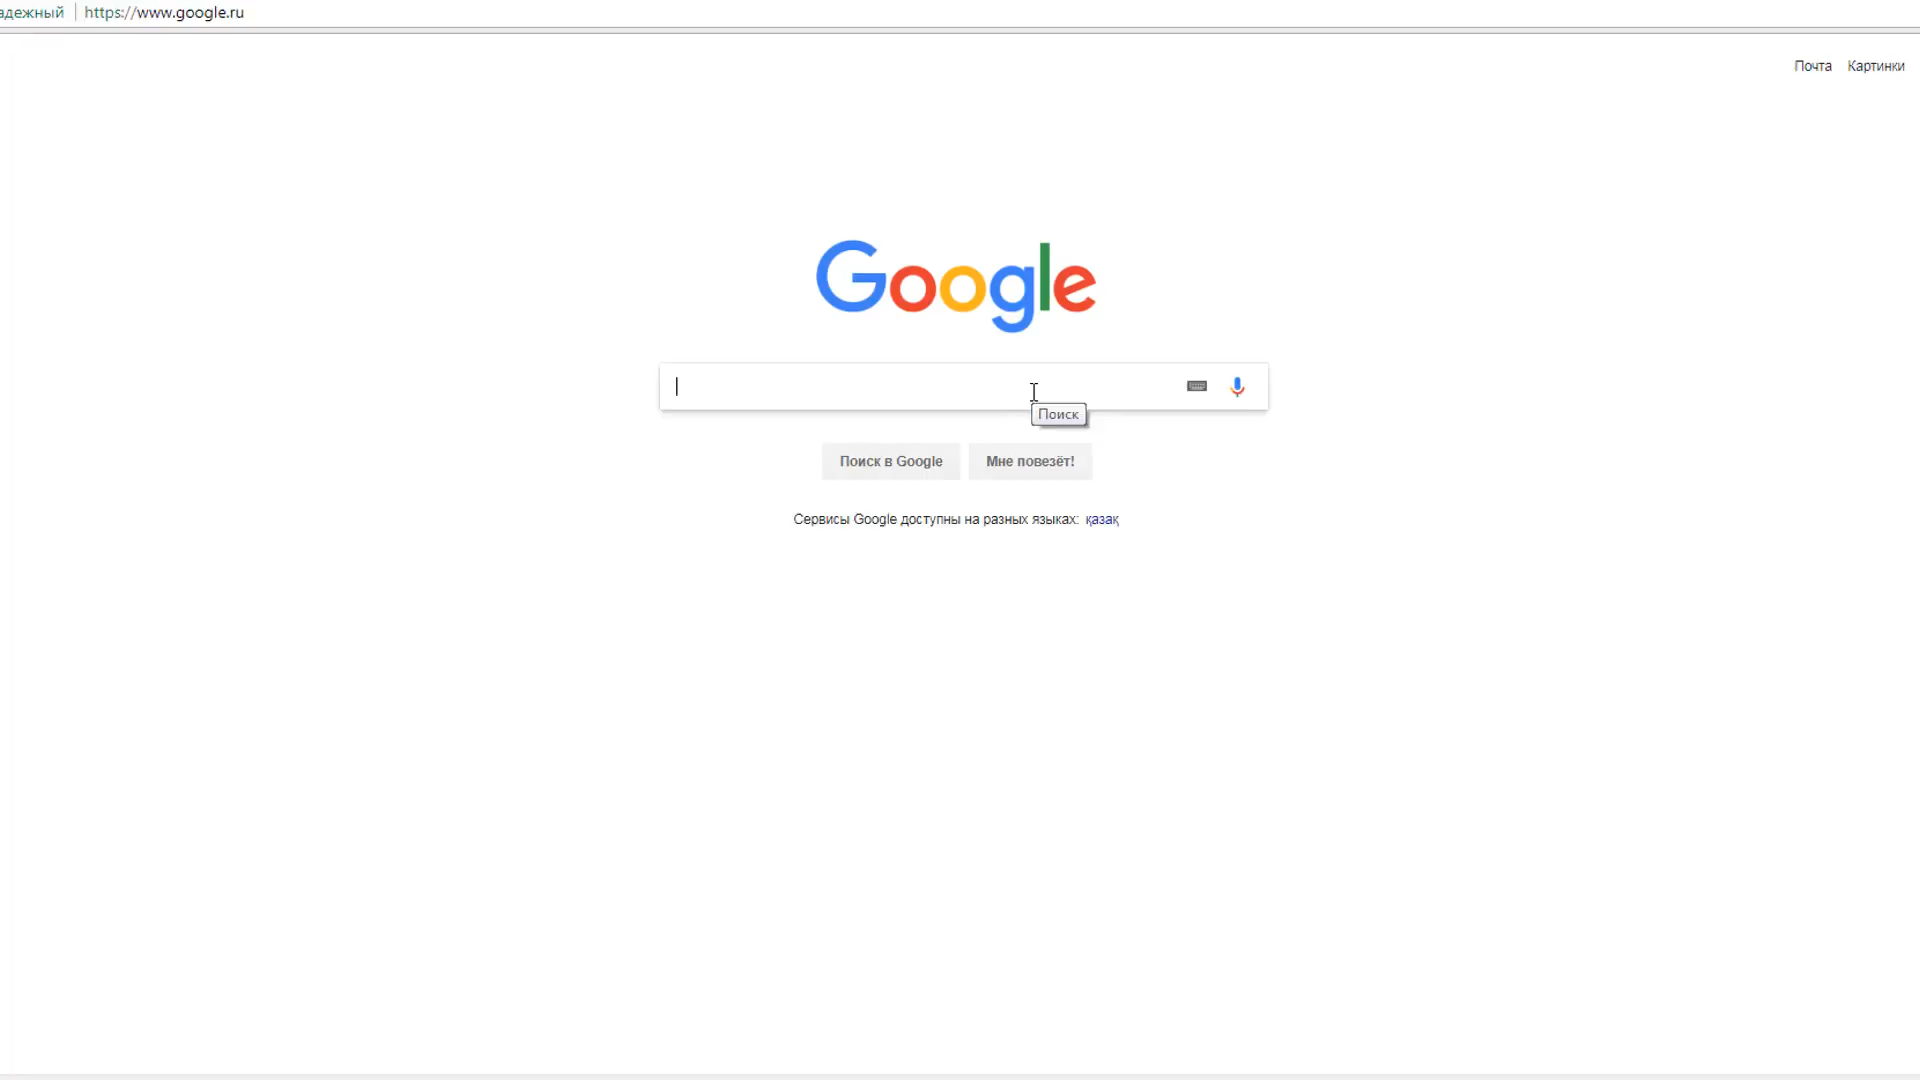 https://www.google.ru
Почта Картинки
Google
Поиск
Поиск в Google Мне повезёт!
Сервисы Google доступны на разных языках: қазақ